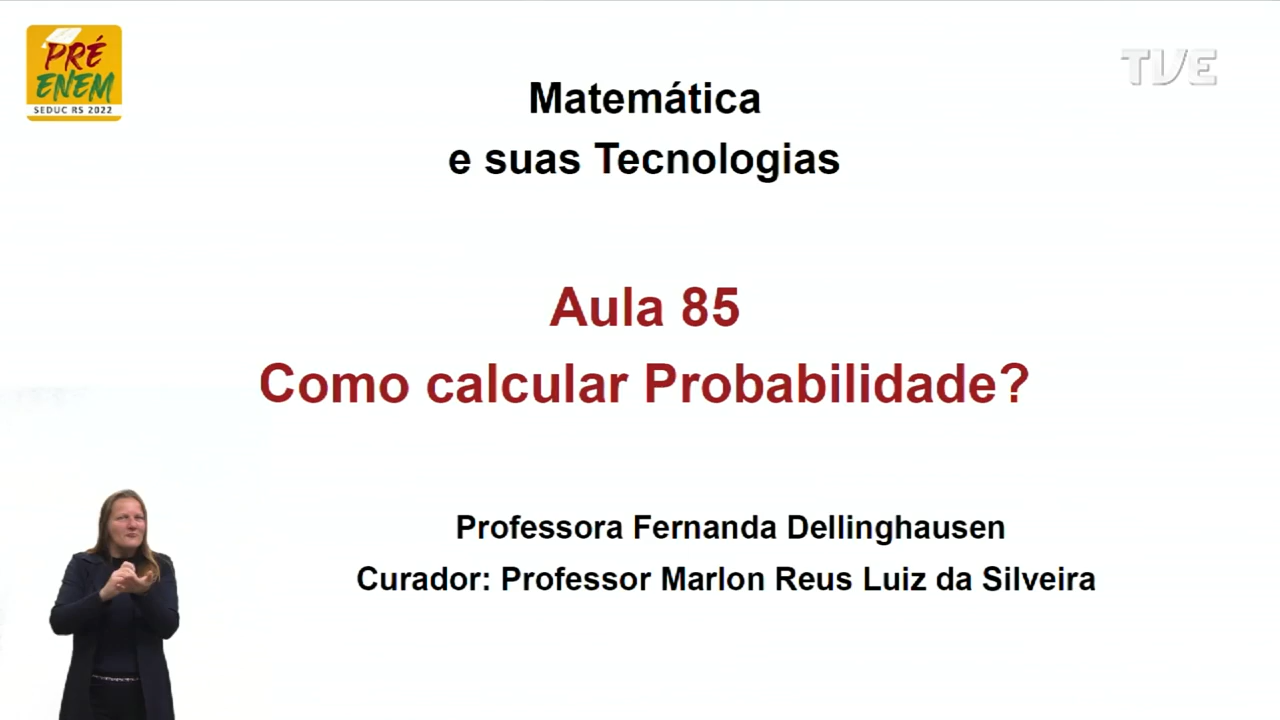 PRÉ
ENEM
SEDUC RS 2022
TVE
Matemática
e suas Tecnologias
Aula 85
Como calcular Probabilidade?
Professora Fernanda Dellinghausen
Curador: Professor Marlon Reus Luiz da Silveira